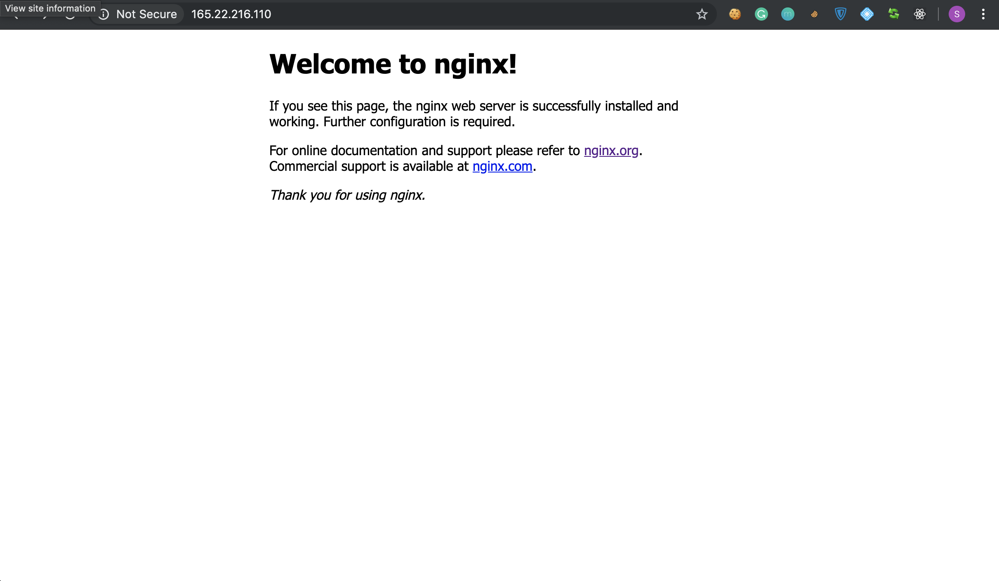 View site information
Not Secure
165.22.216.110
S
Welcome to nginx!
If you see this page, the nginx web server is successfully installed and
working. Further configuration is required.
For online documentation and support please refer to nginx.org.
Commercial support is available at nginx.com.
Thank you for using nginx.